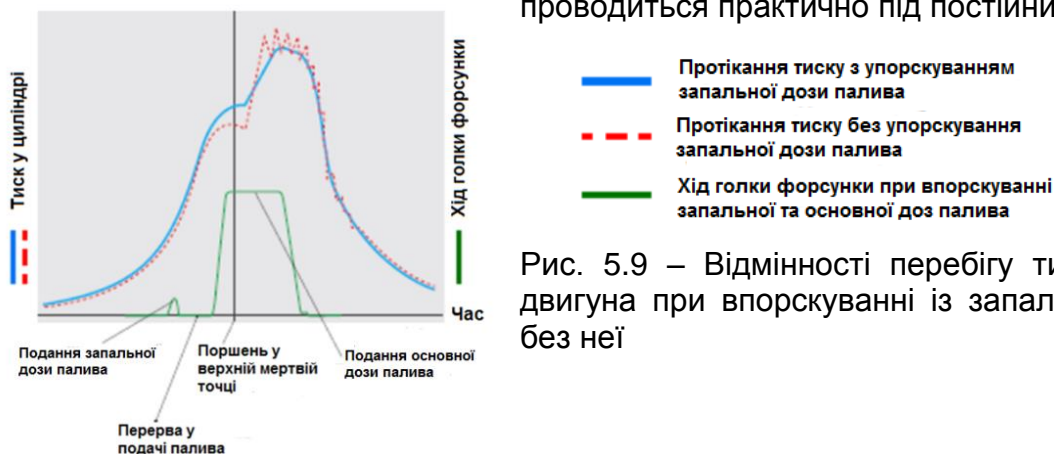 проводиться практично під постійни
Тиск у циліндрі
Хід голки форсунки
Час
Подання запальної
дози палива
Поршень у
верхній мертвій
точці
Подання основної
дози палива
Перерва у
подачі палива
Протікання тиску з упорскуванням
запальної дози палива
Протікання тиску без упорскування
запальної дози палива
Хід голки форсунки при впорскуванні
запальної та основної доз палива
Рис. 5.9 – Відмінності перебігу ти
двигуна при впорскуванні із запал
без неї